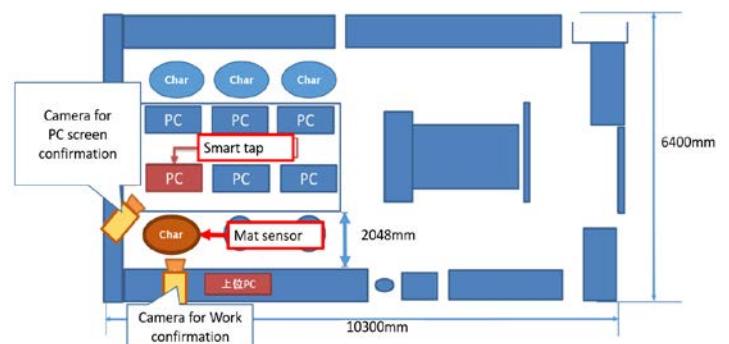 Char
Char
Char
Camera for
PC screen
confirmation
PC
PC
PC
Smart tap
6400mm
PC
PC
PC
Char
Mat sensor
2048mm
上位PC
Camera for Work
confirmation
10300mm